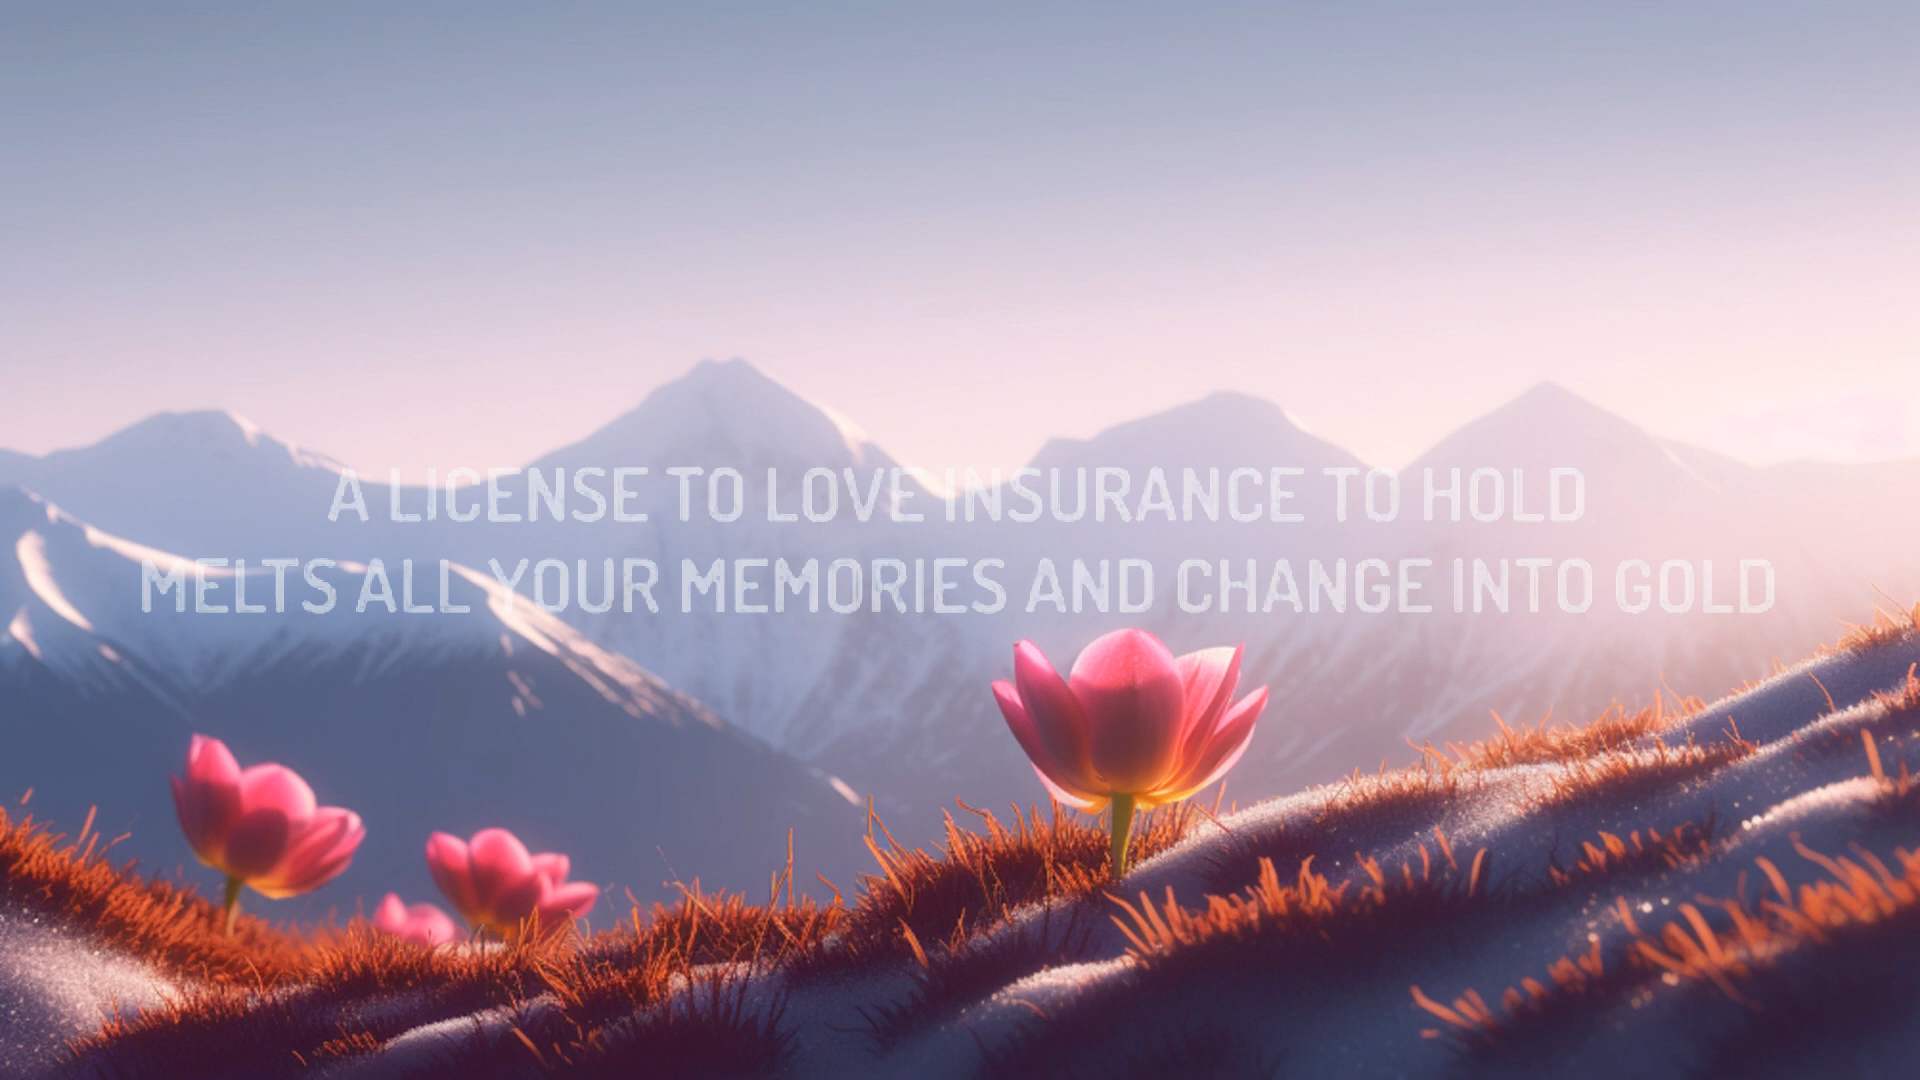 A LICENSE TO LOVE INSURANCE TO HOLD
MELTS ALL YOUR MEMORIES AND CHANGE INTO GOLD